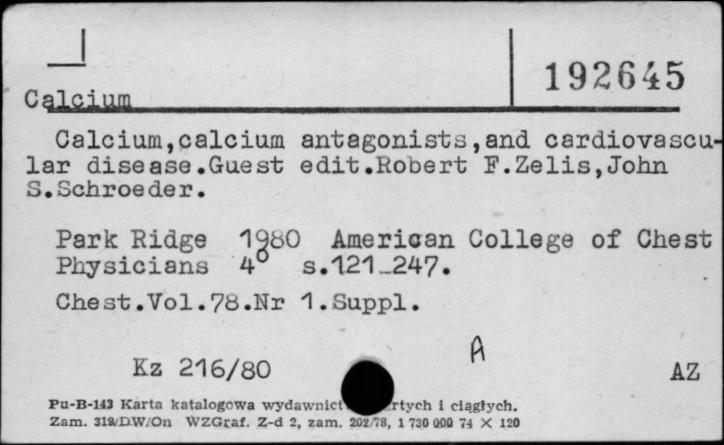 192645
Calcium
Calcium,calcium antagonists,and cardiovascu-
lar disease.Guest edit.Robert F.Zelis,John
S.Schroeder.
Park Ridge 1980 American College of Chest
Physicians 4° s.121-247.
Chest.Vol.78.Nr 1.Suppl.
A
Kz 216/80
AZ
Pu-B-143 Karta katalogowa wydawnict rtych i ciągłych.
Zam. 319/D.W/On WZGraf. Z-d 2, zam. 202/78, 1 730 000 74 × 120